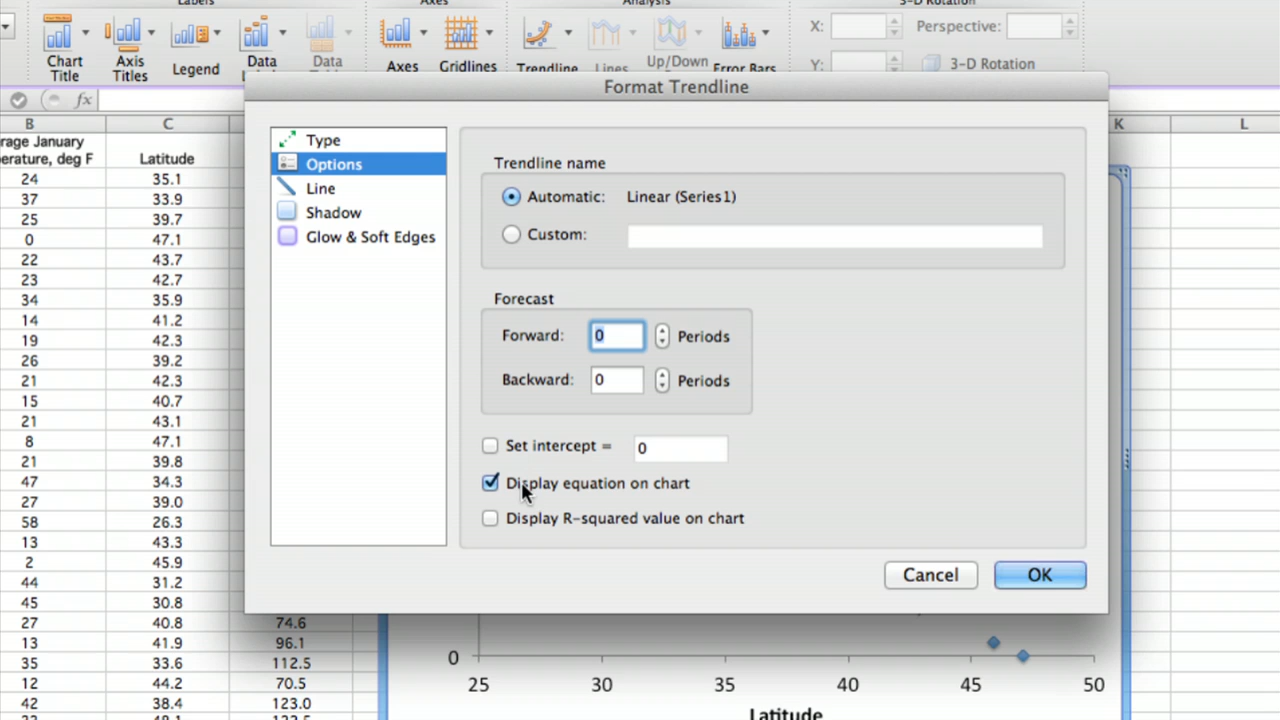 Labels Axes Analysis 3-D Rotation
X: Perspective:
Chart Title Axis Titles Legend Data Data Axes Gridlines Trendline Lines Up/Down Error Bars Y: 3-D Rotation
Format Trendline
fx
B C K L
rage January
erature, deg F Latitude
24 35.1
37 33.9
25 39.7
0 47.1
22 43.7
23 42.7
34 35.9
14 41.2
19 42.3
26 39.2
21 42.3
15 40.7
21 43.1
8 47.1
21 39.8
47 34.3
27 39.0
58 26.3
13 43.3
2 45.9
44 31.2
45 30.8
27 40.8 74.6
13 41.9 96.1
35 33.6 112.5
12 44.2 70.5
42 38.4 123.0
Type
Options
Line
Shadow
Glow & Soft Edges
Trendline name
Automatic: Linear (Series1)
Custom:
Forecast
Forward: 0 Periods
Backward: 0 Periods
Set intercept = 0
Display equation on chart
Display R-squared value on chart
Cancel OK
0
25 30 35 40 45 50
Latitude